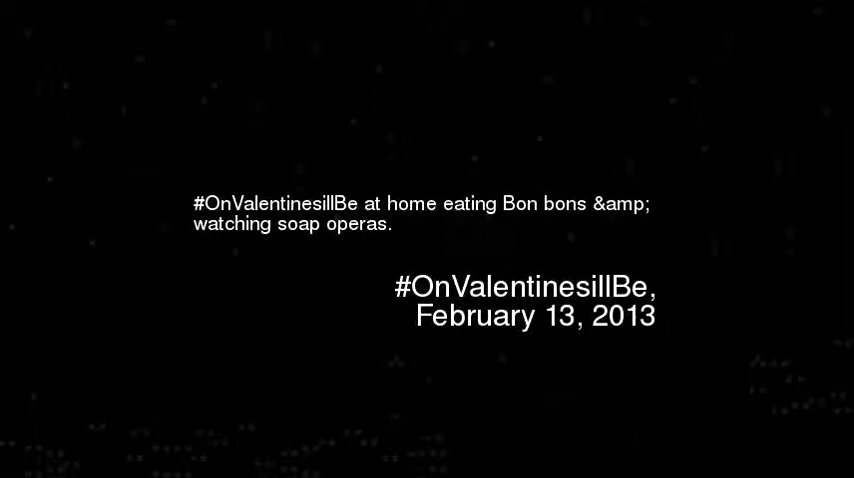 #OnValentinesillBe at home eating Bon bons &amp;
watching soap operas.
#OnValentinesillBe,
February 13, 2013